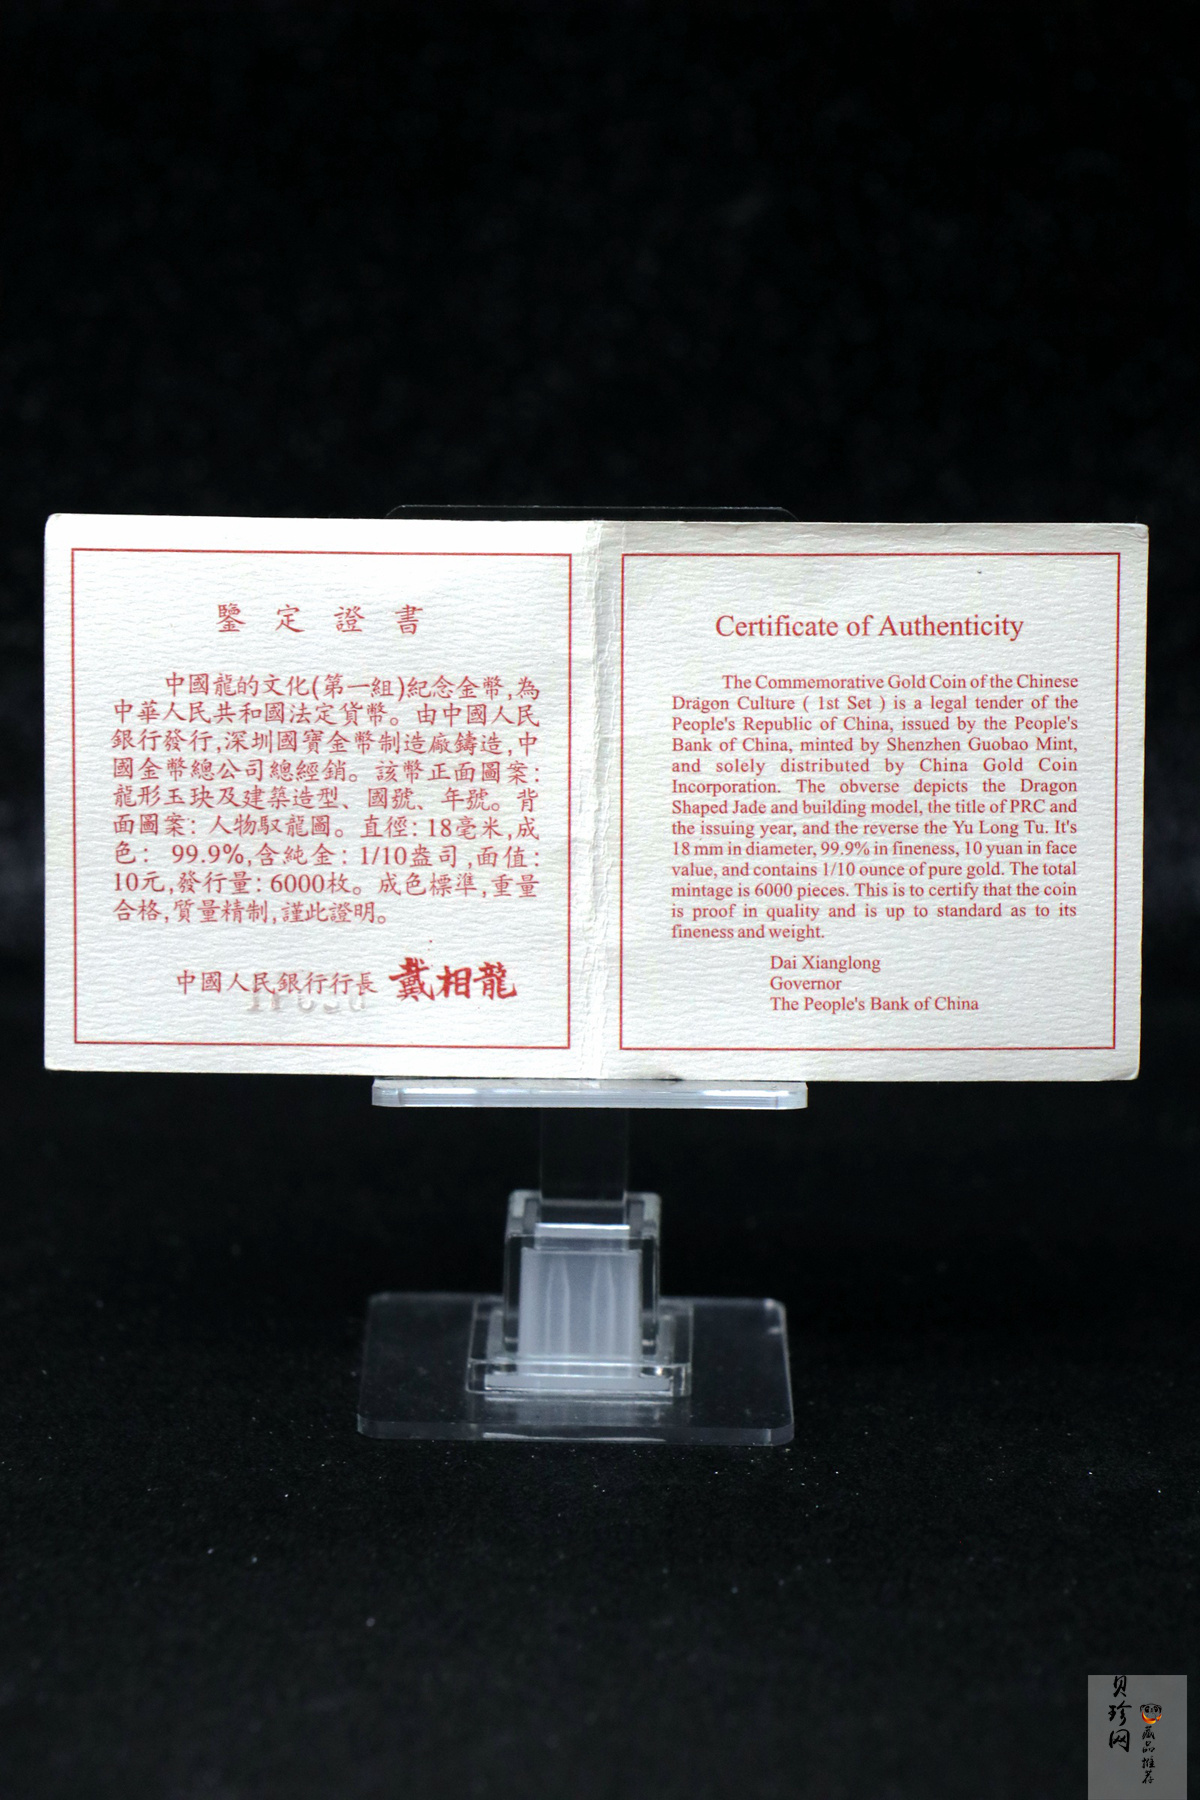 鑒定證書
中國龍的文化(第一組)紀念金幣,為
中華人民共和國法定貨幣。由中國人民
銀行發行,深圳國寶金幣制造廠鑄造,中
國金幣總公司總經銷。該幣正面圖案:
龍形玉玦及建築造型、國號、年號。背
面圖案:人物馭龍圖。直徑:18毫米,成
色: 99.9%,含純金: 1/10盎司,面值:
10元,發行量:6000枚。成色標準,重量
合格,質量精制,謹此證明。
中國人民銀行行長 戴相龍
Certificate of Authenticity
The Commemorative Gold Coin of the Chinese
Dragon Culture ( 1st Set ) is a legal tender of the
People's Republic of China, issued by the People's
Bank of China, minted by Shenzhen Guobao Mint,
and solely distributed by China Gold Coin
Incorporation. The obverse depicts the Dragon
Shaped Jade and building model, the title of PRC and
the issuing year, and the reverse the Yu Long Tu. It's
18 mm in diameter, 99.9% in fineness, 10 yuan in face
value, and contains 1/10 ounce of pure gold. The total
mintage is 6000 pieces. This is to certify that the coin
is proof in quality and is up to standard as to its
fineness and weight.
Dai Xianglong
Governor
The People's Bank of China
贝珍网
藏品推荐